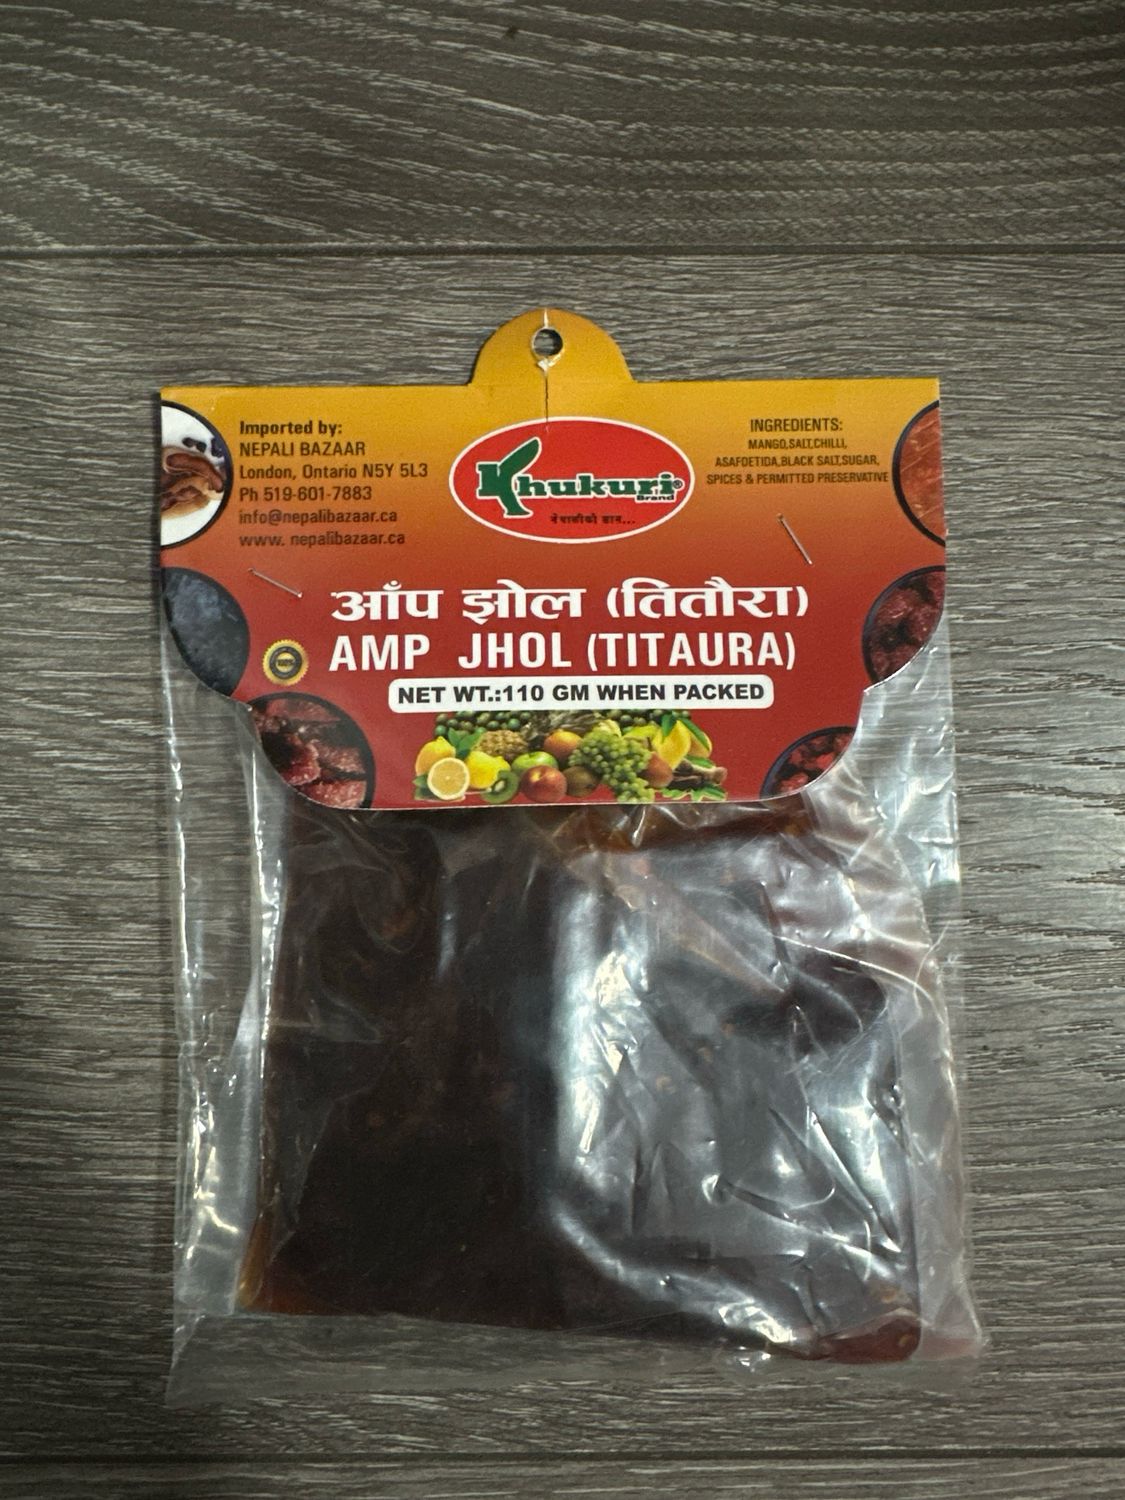 Imported by:
NEPALI BAZAAR
London, Ontario N5Y 5L3
Ph 519-601-7883
info@nepalibazaar.ca
www. nepalibazaar.ca
Khukuri®
Brand
नेपालीको शान...
INGREDIENTS:
MANGO,SALT,CHILLI,
ASAFOETIDA,BLACK SALT,SUGAR,
SPICES & PERMITTED PRESERVATIVE
आँप झोल (तितौरा)
AMP JHOL (TITAURA)
NET WT.:110 GM WHEN PACKED
100%